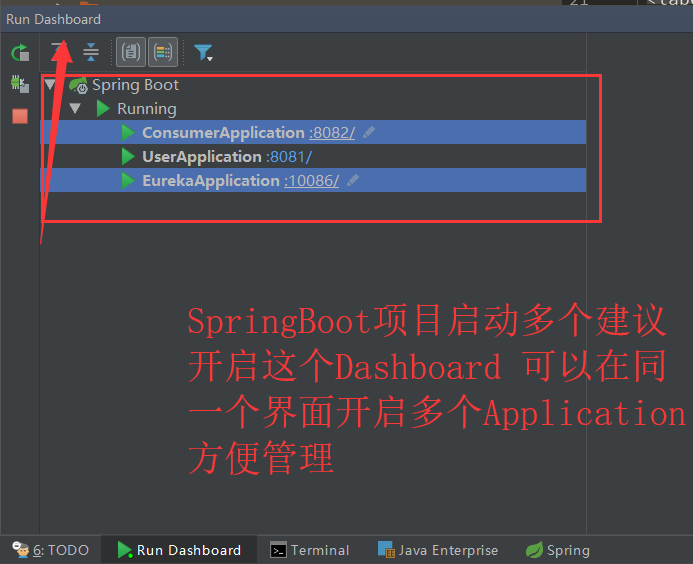 21
Run Dashboard
Spring Boot
Running
ConsumerApplication :8082/
UserApplication :8081/
EurekaApplication :10086/
SpringBoot项目启动多个建议
开启这个Dashboard 可以在同
一个界面开启多个Application
方便管理
6: TODO Run Dashboard Terminal Java Enterprise Spring